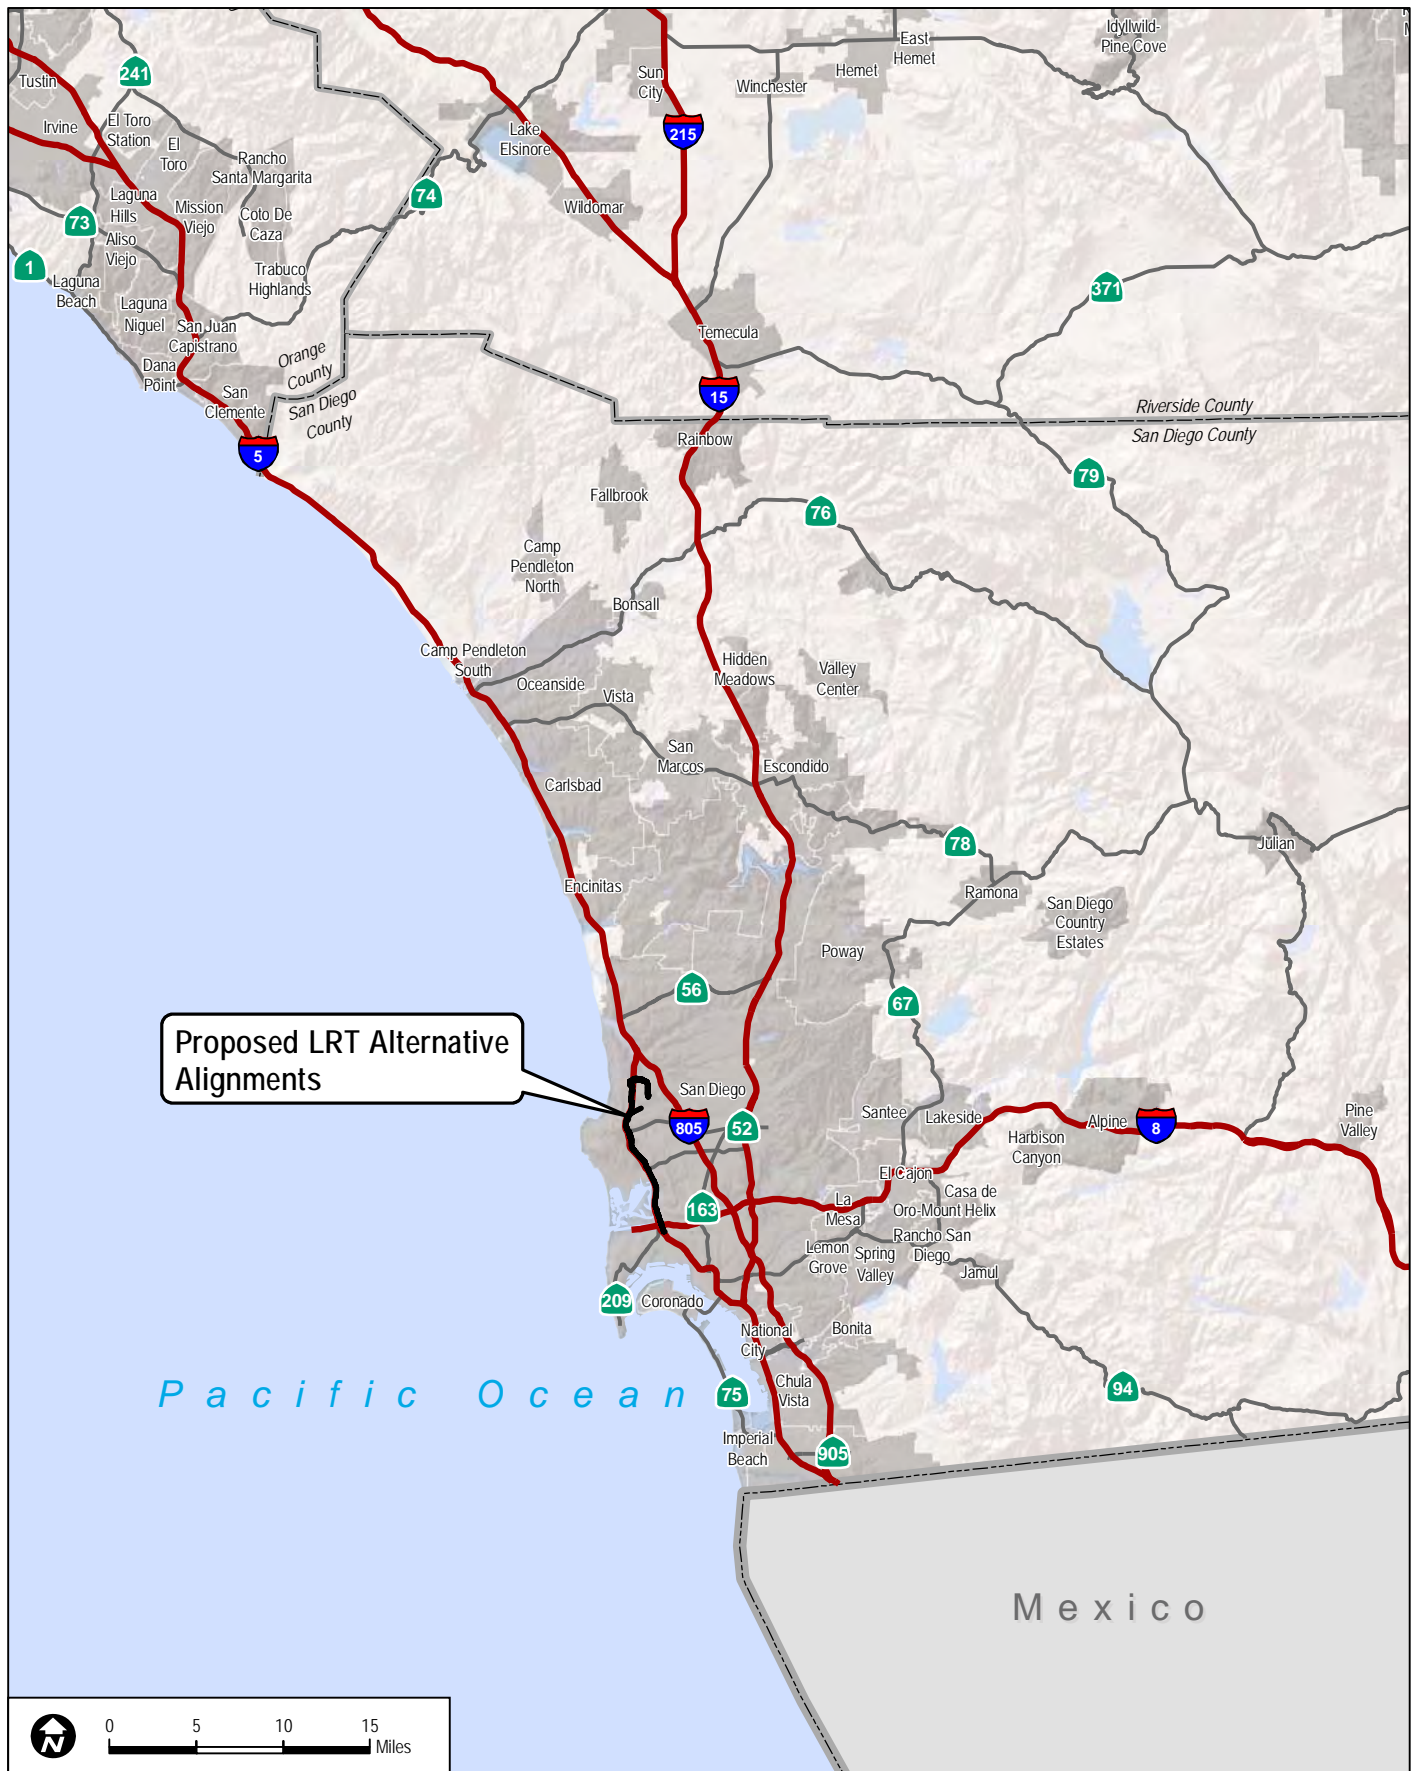 Idyllwild-
Pine Cove
East
Hemet
Hemet
Sun
City
Winchester
Tustin
241
El Toro
Station
Irvine
El
Toro
Lake
Elsinore
215
Rancho
Santa Margarita
74
Laguna
Hills
Mission
Viejo
Wildomar
73
Coto De
Caza
Aliso
Viejo
1
Laguna
Beach
Trabuco
Highlands
371
Laguna
Niguel
San Juan
Capistrano
Temecula
Dana
Point
Orange
County
San
Clemente
San Diego
County
15
Riverside County
San Diego County
Rainbow
5
79
Fallbrook
76
Camp
Pendleton
North
Bonsall
Camp Pendleton
South
Hidden
Meadows
Valley
Center
Oceanside
Vista
San
Marcos
Escondido
Carlsbad
78
Julian
Encinitas
Ramona
San Diego
Country
Estates
Poway
56
67
Proposed LRT Alternative
Alignments
San Diego
805
52
Santee
Lakeside
Alpine
8
Pine
Valley
Harbison
Canyon
El Cajon
163
La
Mesa
Casa de
Oro-Mount Helix
Rancho San
Diego
Lemon
Grove
Spring
Valley
Jamul
209
Coronado
National
City
Bonita
Pacific Ocean
75
Chula
Vista
94
Imperial
Beach
905
Mexico
N
0 5 10 15
Miles